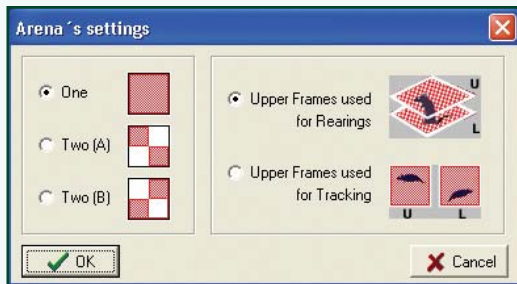 Arena´s settings
One
Two (A)
Two (B)
Upper Frames used
for Rearings
U
L
Upper Frames used
for Tracking
U L
OK
Cancel